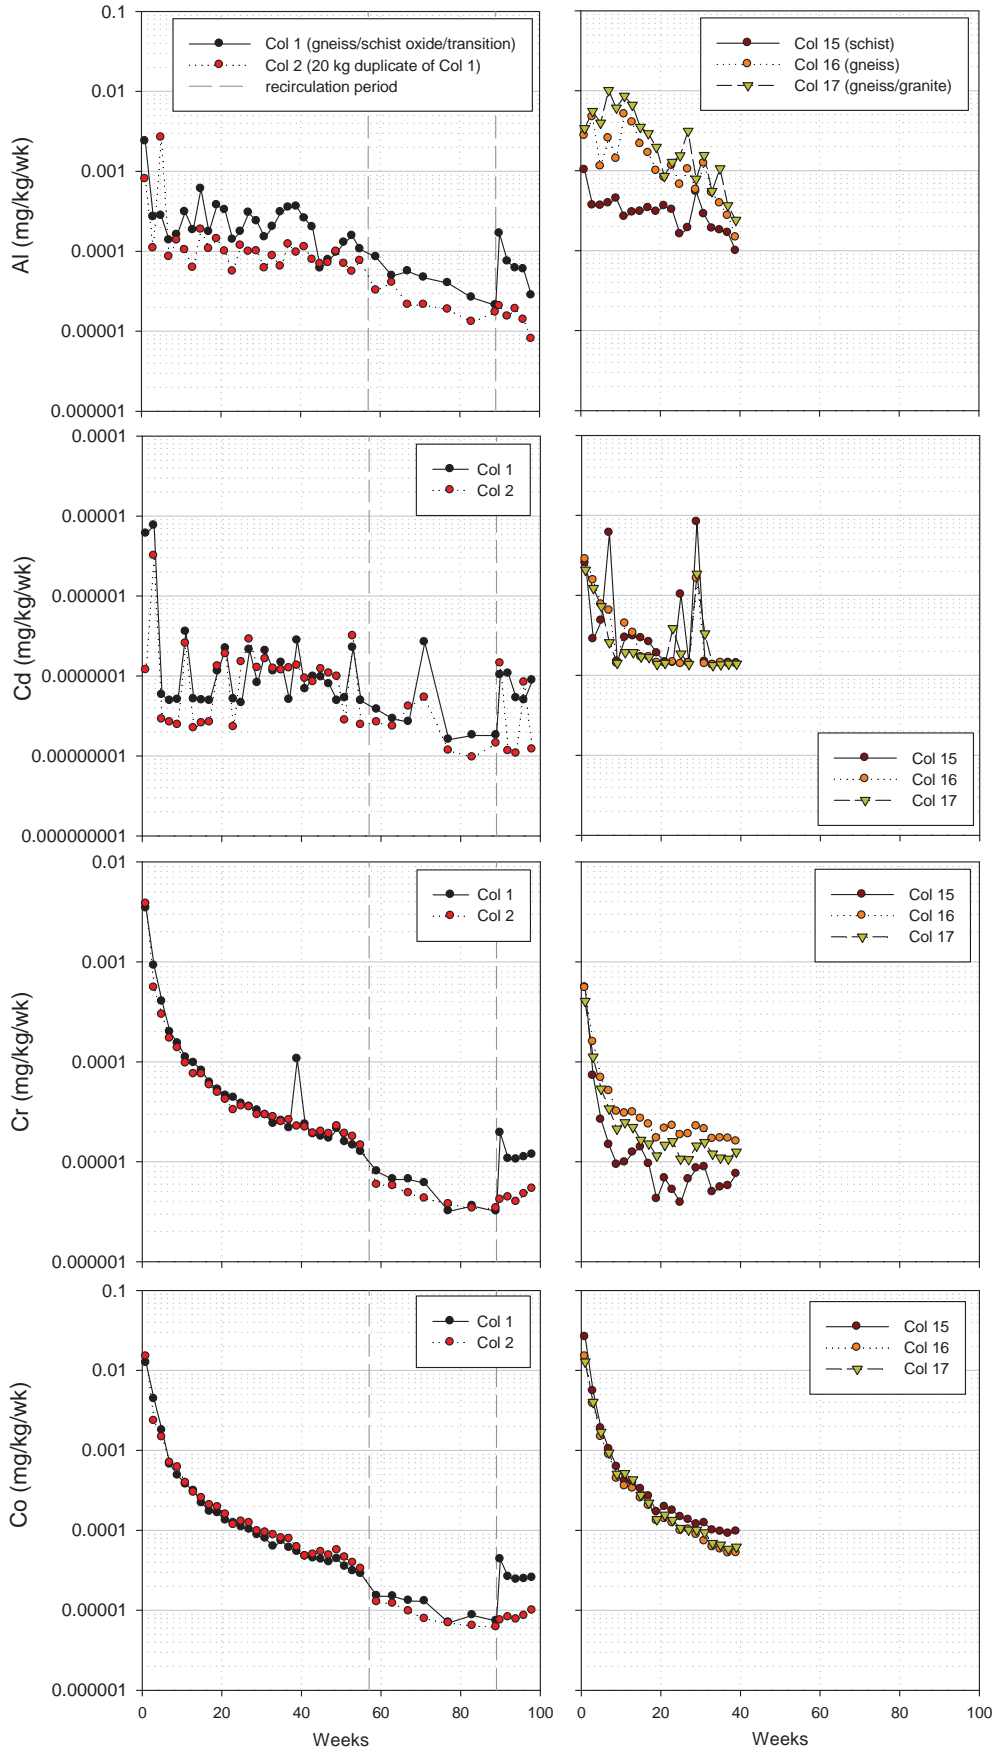 0.1
0.01
0.001
0.0001
0.00001
0.000001
Al (mg/kg/wk)
Col 1 (gneiss/schist oxide/transition)
Col 2 (20 kg duplicate of Col 1)
recirculation period
Col 15 (schist)
Col 16 (gneiss)
Col 17 (gneiss/granite)
0.0001
0.00001
0.000001
0.0000001
0.00000001
0.000000001
Cd (mg/kg/wk)
Col 1
Col 2
Col 15
Col 16
Col 17
0.01
0.001
0.0001
0.00001
0.000001
Cr (mg/kg/wk)
Col 1
Col 2
Col 15
Col 16
Col 17
0.1
0.01
0.001
0.0001
0.00001
0.000001
Co (mg/kg/wk)
Col 1
Col 2
Col 15
Col 16
Col 17
0 20 40 60 80 100
Weeks
0 20 40 60 80 100
Weeks